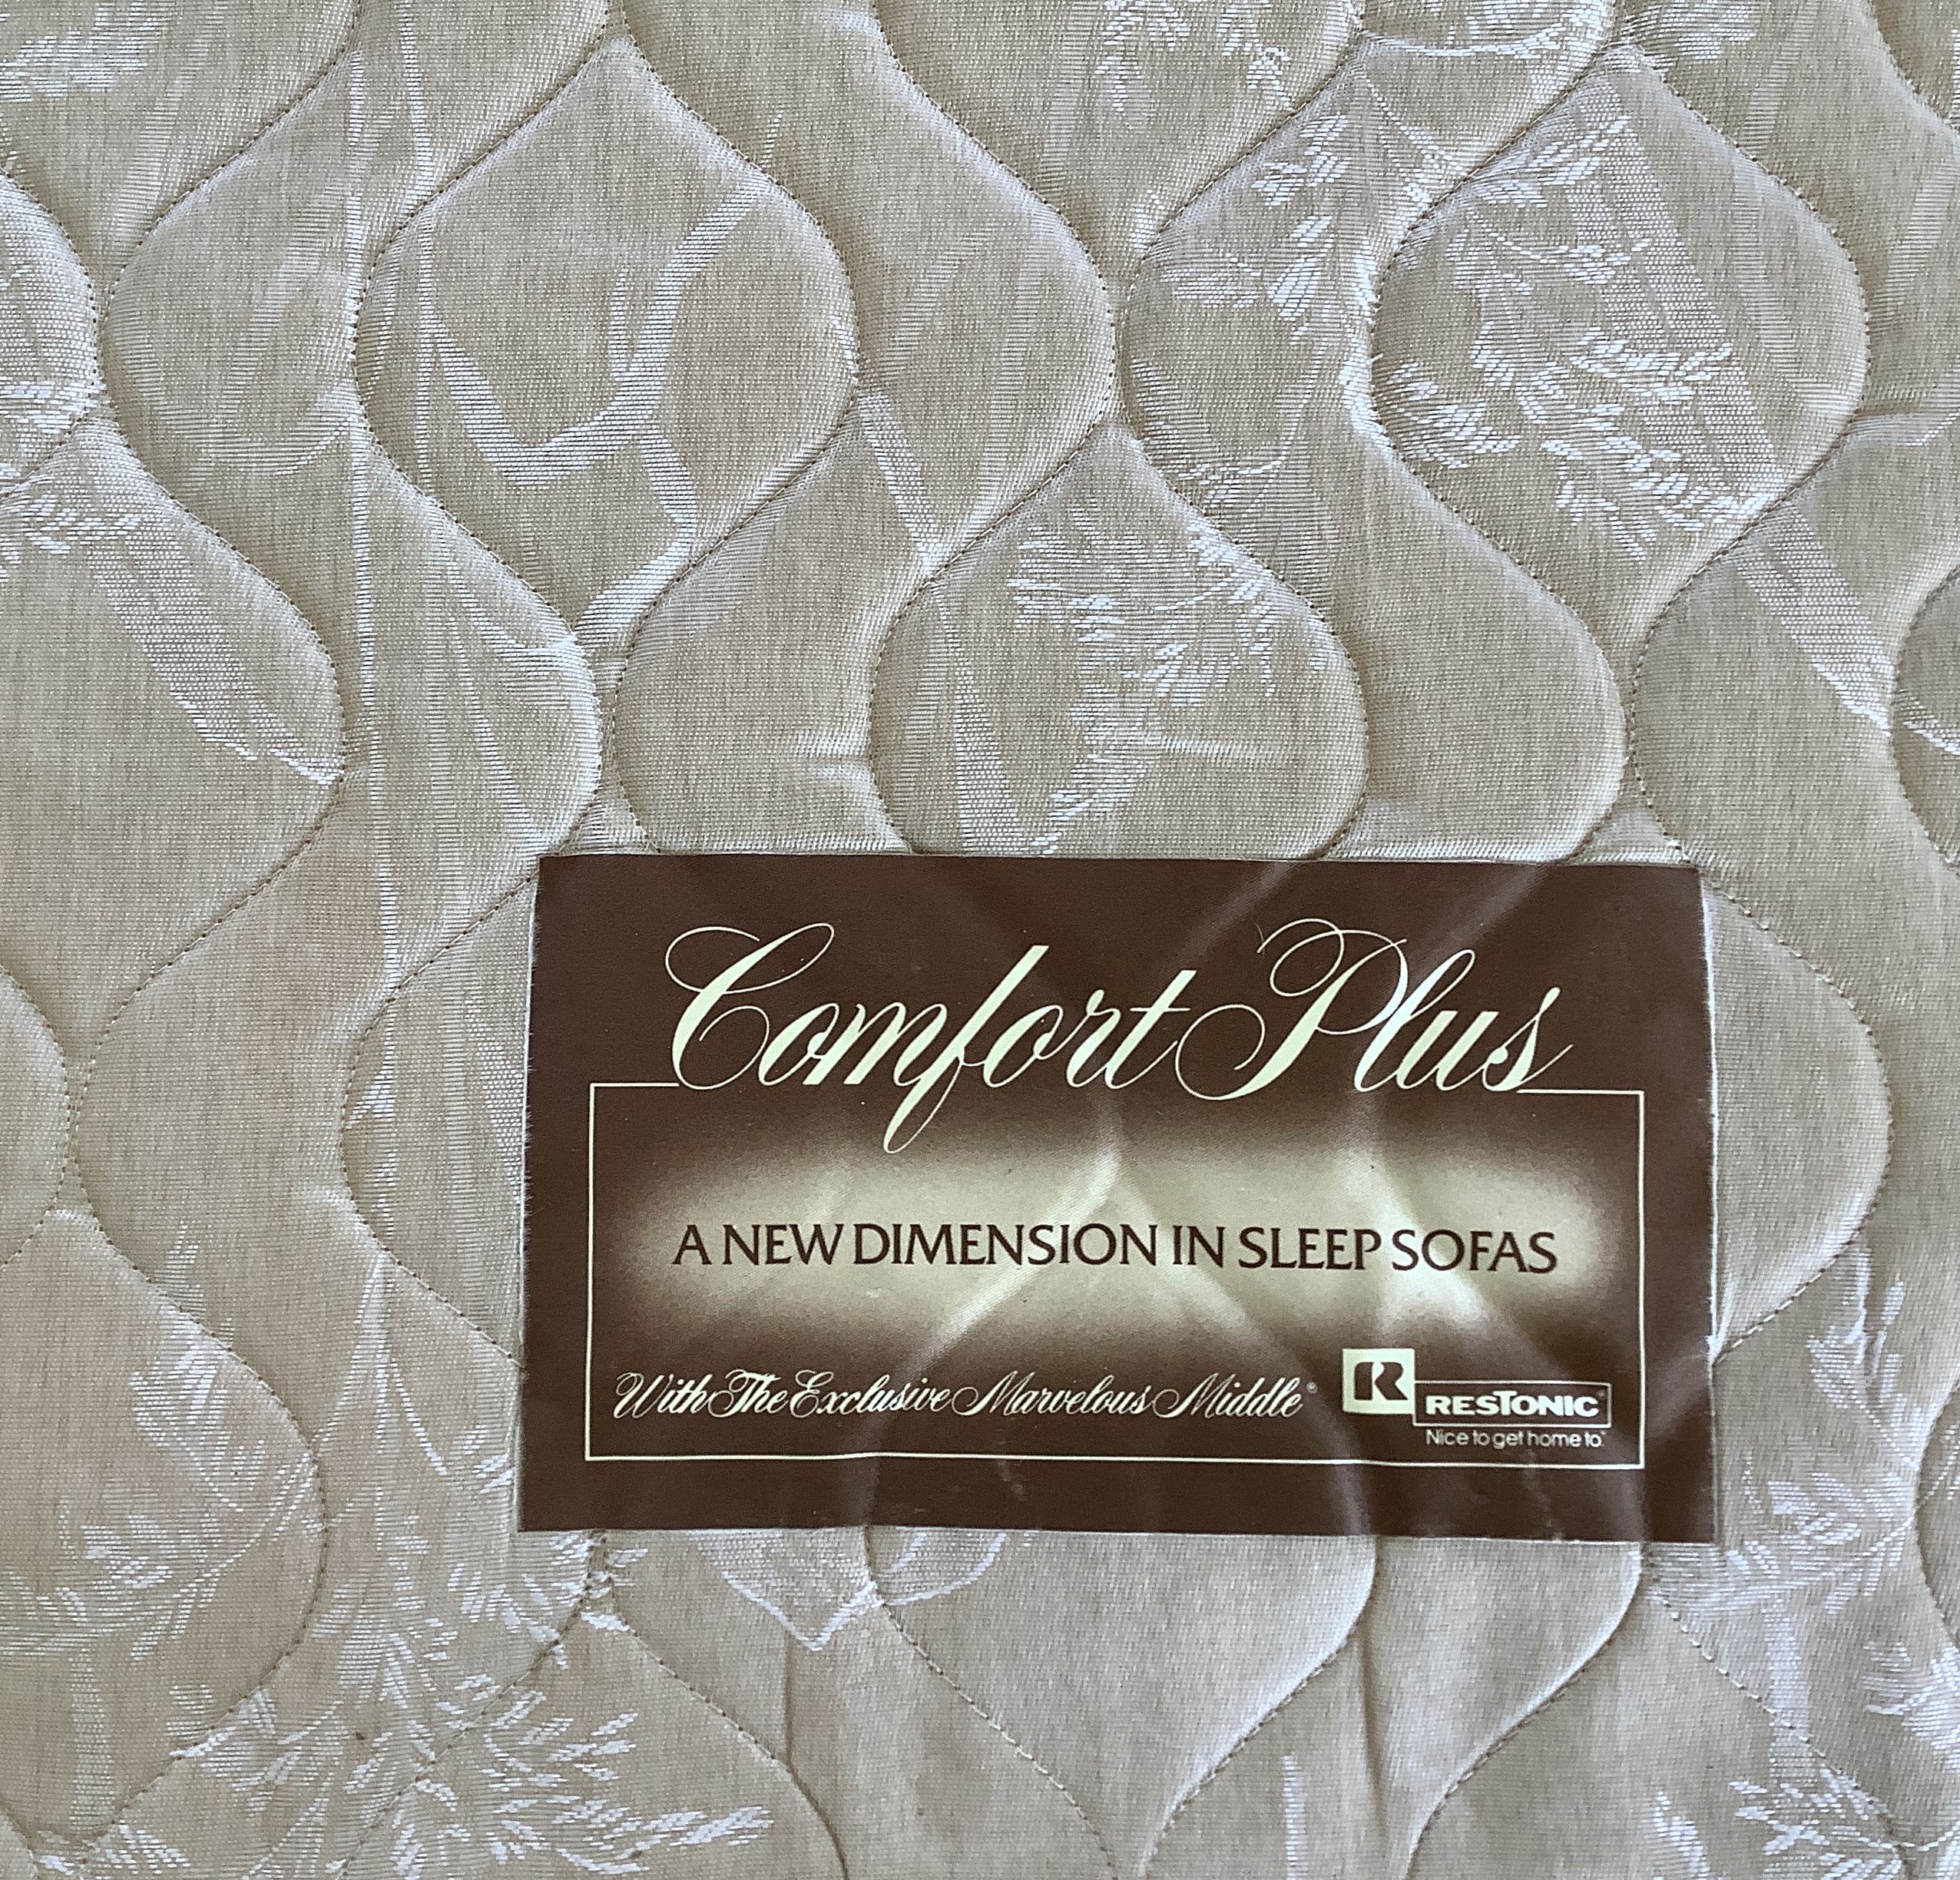 Comfort Plus
A NEW DIMENSION IN SLEEP SOFAS
With The Exclusive Marvelous Middle®
R RESTONIC®
Nice to get home to.